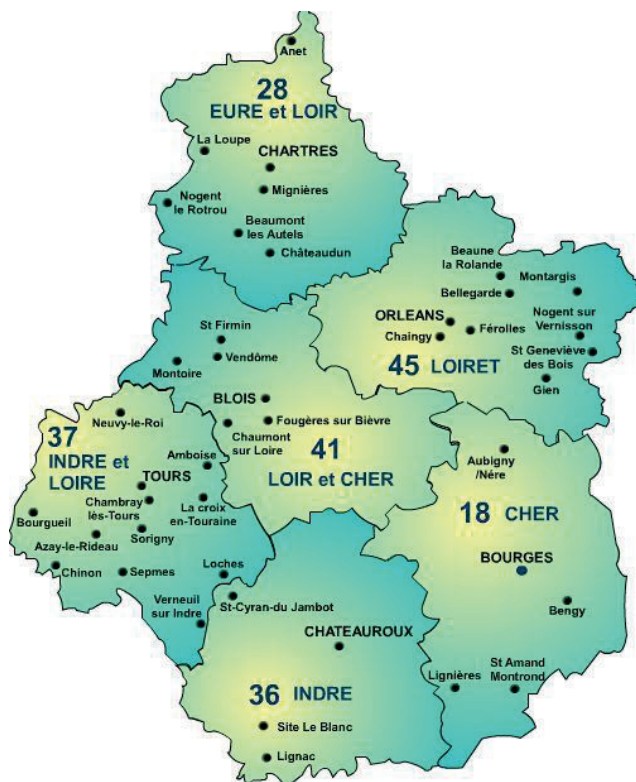 Anet
28
EURE et LOIR
La Loupe
CHARTRES
Mignières
Nogent
le Rotrou
Beaumont
les Autels
Châteaudun
Beaune
la Rolande
Montargis
Bellegarde
ORLEANS
Chaingy
Férolles
Nogent sur
Vernisson
45 LOIRET
St Geneviève
des Bois
Gien
St Firmin
Vendôme
Montoire
BLOIS
Fougères sur Bièvre
Chaumont
sur Loire
41
LOIR et CHER
Neuvy-le-Roi
37
INDRE et
LOIRE
Amboise
TOURS
Chambray
lès-Tours
La croix
en-Touraine
Bourgueil
Azay-le-Rideau
Sorigny
Chinon
Sepmes
Loches
Verneuil
sur Indre
Aubigny
/Nére
18 CHER
BOURGES
Bengy
St Amand
Montrond
Lignières
St-Cyran-du Jambot
CHATEAUROUX
36 INDRE
Site Le Blanc
Lignac